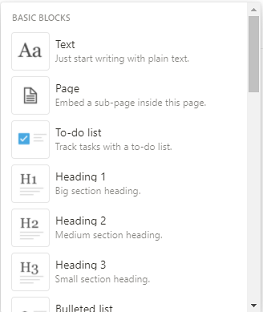 BASIC BLOCKS
Aa
Text
Just start writing with plain text.
Page
Embed a sub-page inside this page.
To-do list
Track tasks with a to-do list.
H1
Heading 1
Big section heading.
H2
Heading 2
Medium section heading.
H3
Heading 3
Small section heading.
Bulleted list